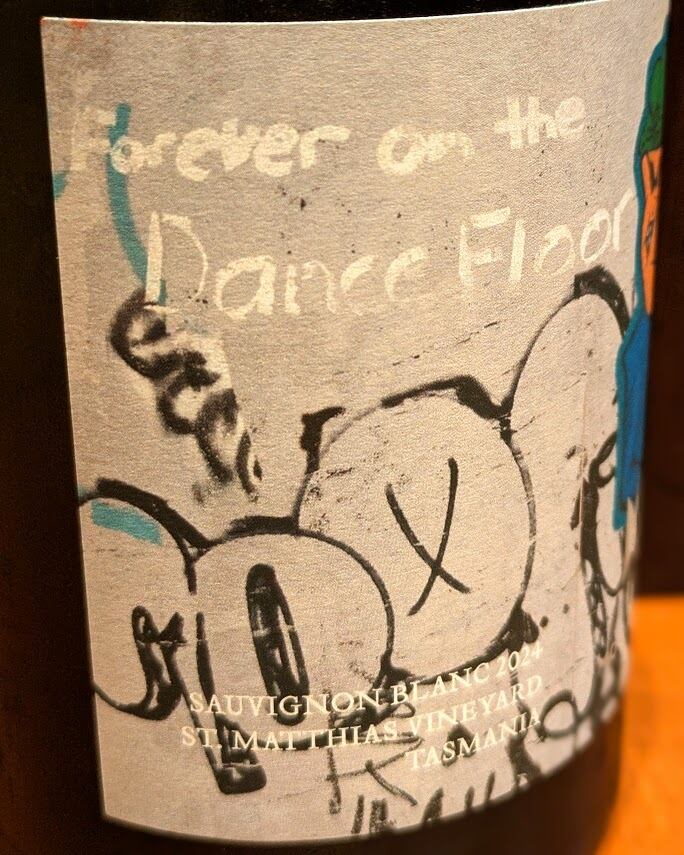 Forever on the
Dance Floor
SAUVIGNON BLANC 2024
ST. MATTHIAS VINEYARD
TASMANIA